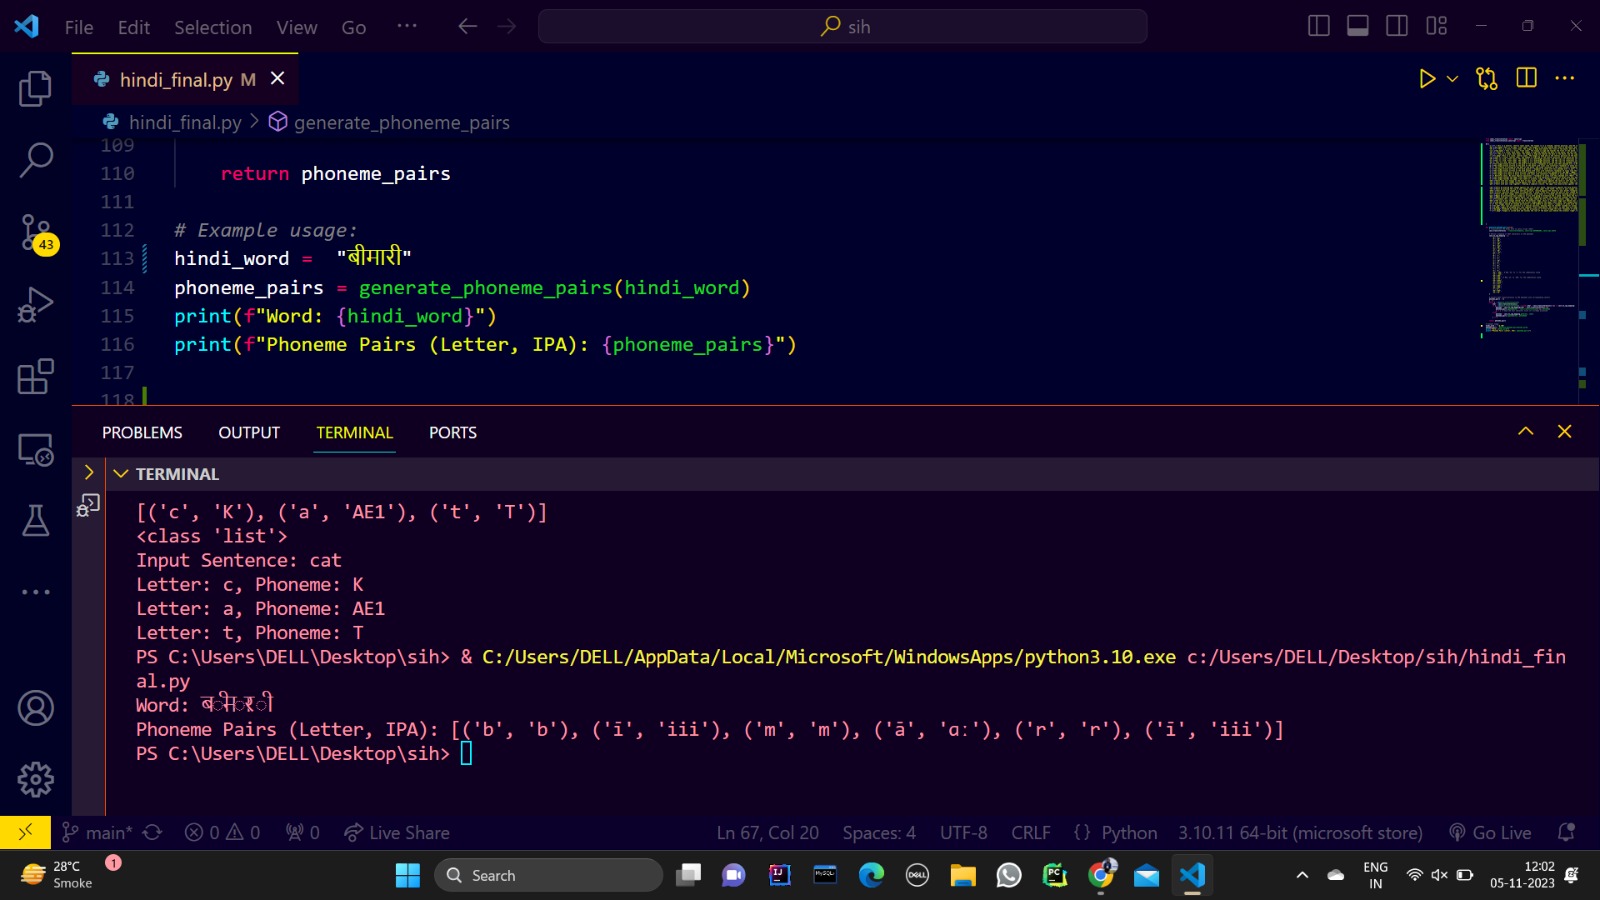 File Edit Selection View Go ... sih
hindi_final.py M
hindi_final.py > generate_phoneme_pairs
109
110 return phoneme_pairs
111
112 # Example usage:
113 hindi_word = "बीमारी"
114 phoneme_pairs = generate_phoneme_pairs(hindi_word)
115 print(f"Word: {hindi_word}")
116 print(f"Phoneme Pairs (Letter, IPA): {phoneme_pairs}")
117
118
43
PROBLEMS OUTPUT TERMINAL PORTS
TERMINAL
[('c', 'K'), ('a', 'AE1'), ('t', 'T')]
<class 'list'>
Input Sentence: cat
Letter: c, Phoneme: K
Letter: a, Phoneme: AE1
Letter: t, Phoneme: T
PS C:\Users\DELL\Desktop\sih> & C:/Users/DELL/AppData/Local/Microsoft/WindowsApps/python3.10.exe c:/Users/DELL/Desktop/sih/hindi_fin
al.py
Word: बीमारी
Phoneme Pairs (Letter, IPA): [('b', 'b'), ('ī', 'iii'), ('m', 'm'), ('ā', 'ɑː'), ('r', 'r'), ('ī', 'iii')]
PS C:\Users\DELL\Desktop\sih>
main* 0 0 0 Live Share Ln 67, Col 20 Spaces: 4 UTF-8 CRLF {} Python 3.10.11 64-bit (microsoft store) Go Live
28°C 1
Smoke
Search
DELL
ENG
IN
12:02
05-11-2023